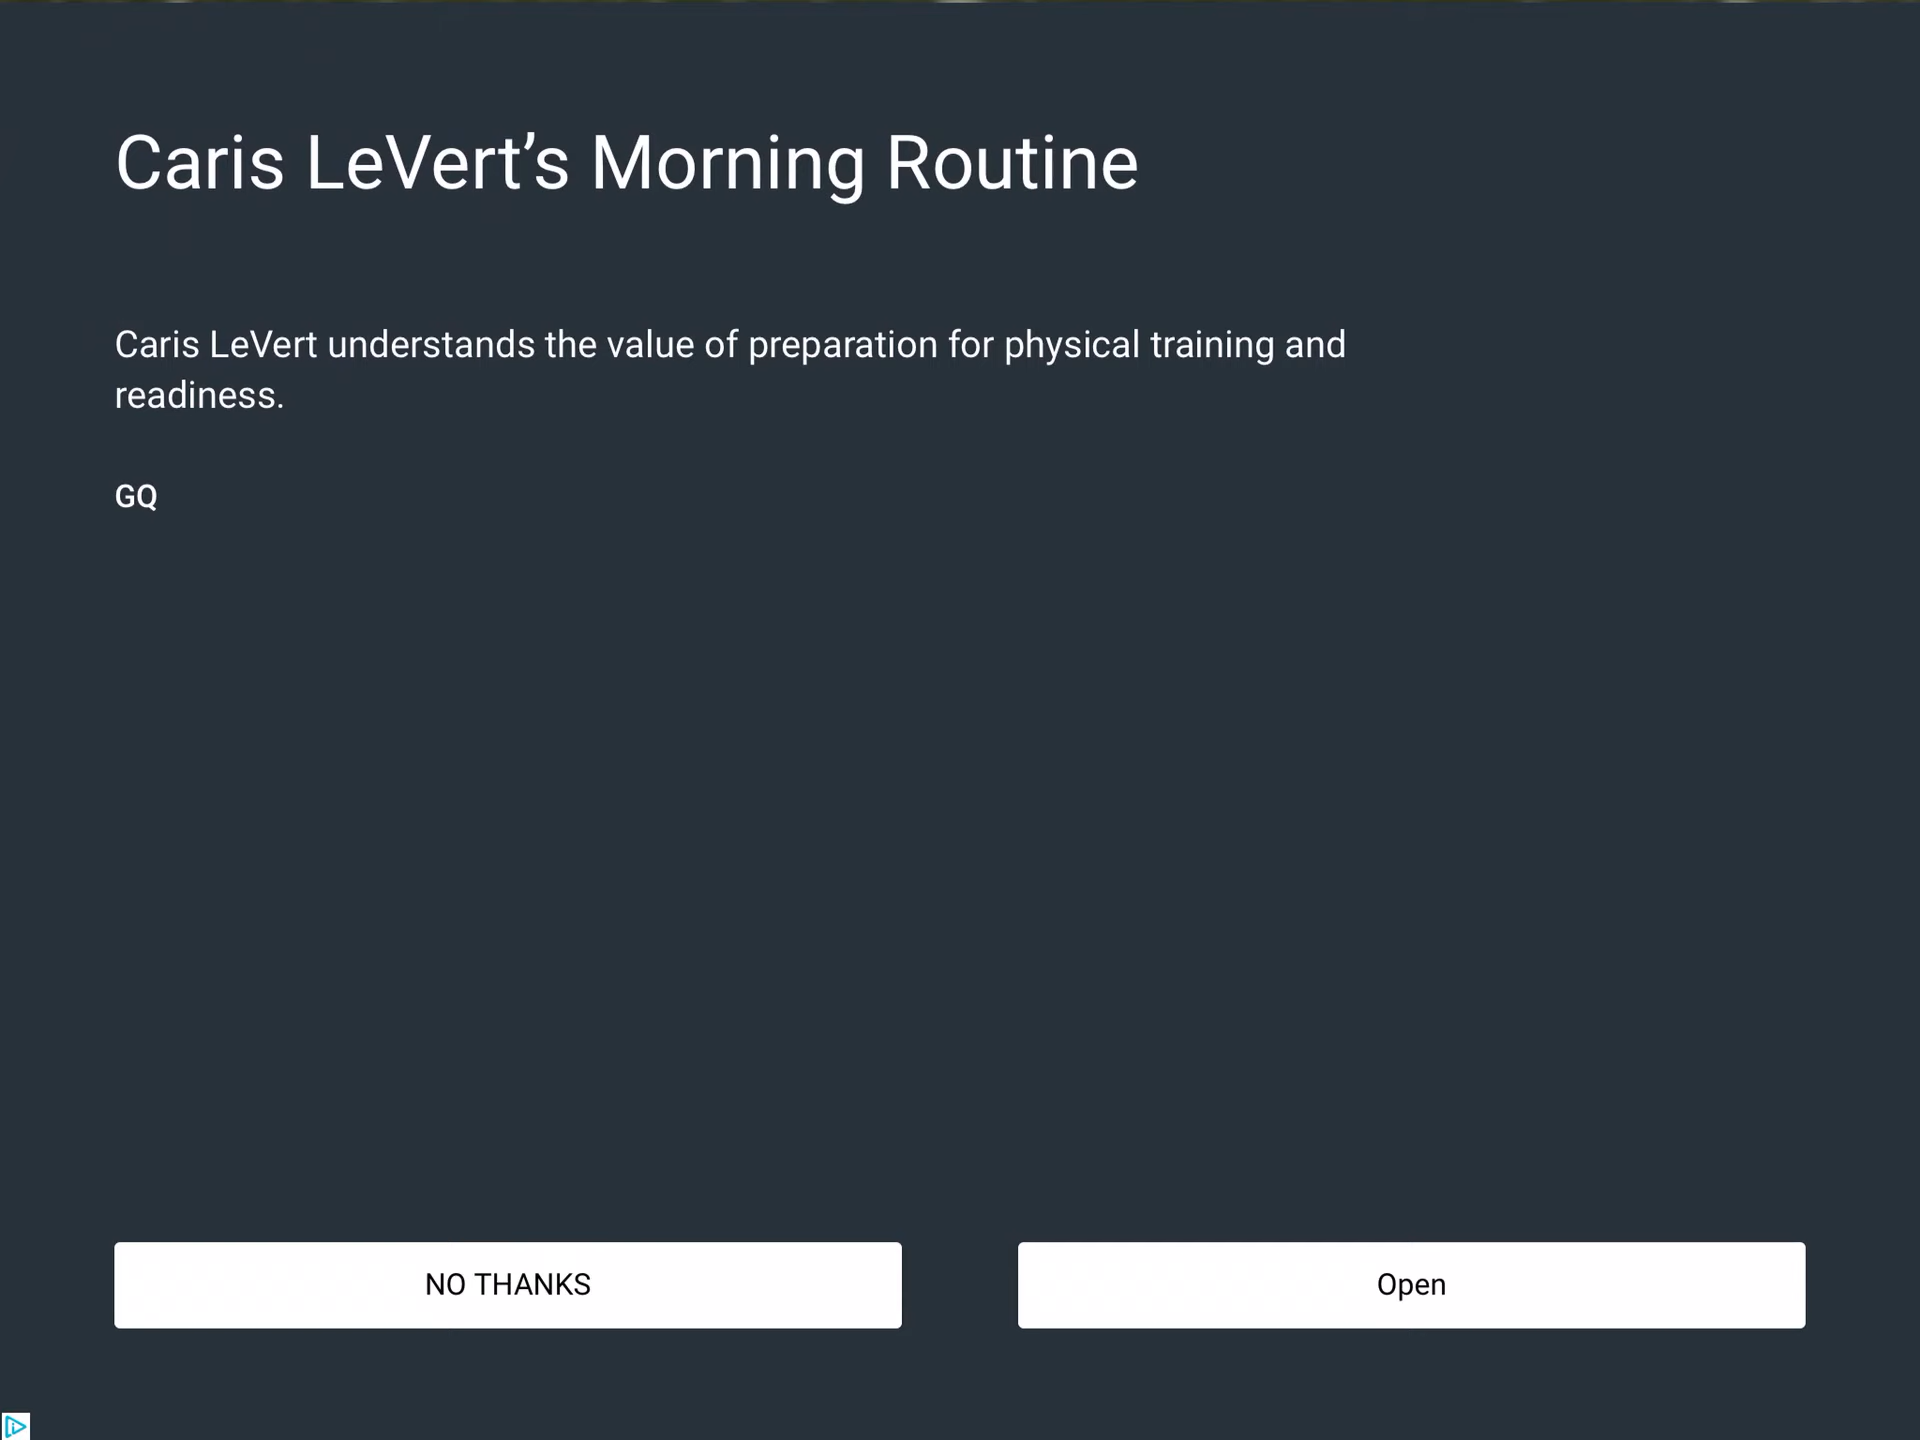 Caris LeVert’s Morning Routine
Caris LeVert understands the value of preparation for physical training and
readiness.
GQ
NO THANKS
Open